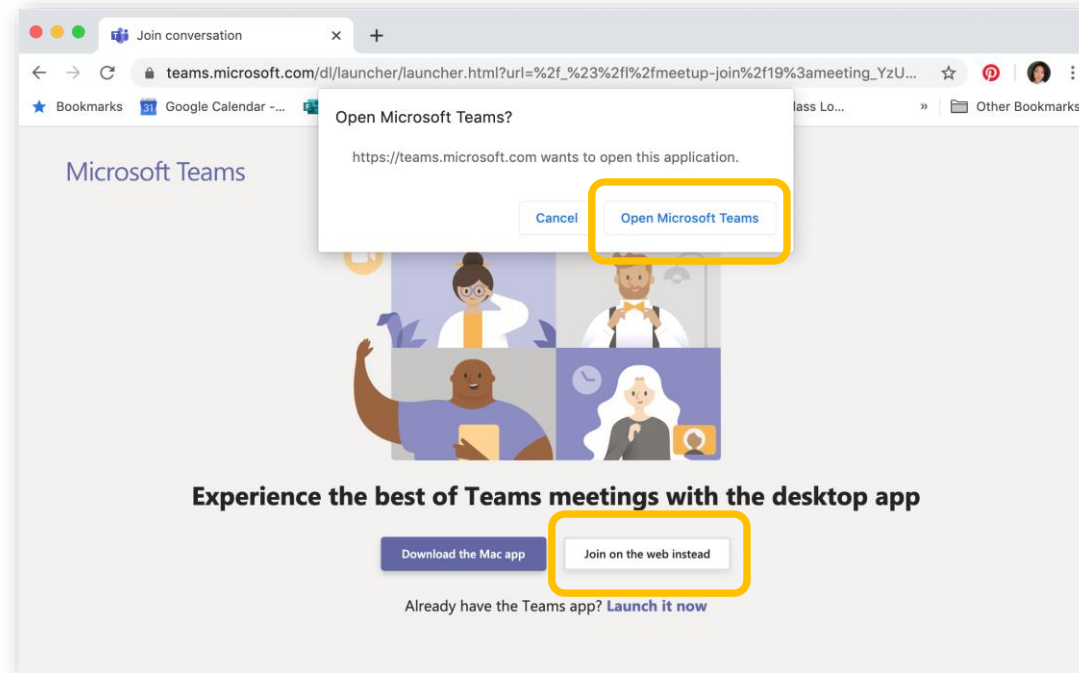 Join conversation
teams.microsoft.com/dl/launcher/launcher.html?url=%2f_%23%2fl%2fmeetup-join%2f19%3ameeting_YzU...
Bookmarks 31 Google Calendar -... lass Lo... » Other Bookmarks
Open Microsoft Teams?
https://teams.microsoft.com wants to open this application.
Cancel Open Microsoft Teams
Microsoft Teams
Experience the best of Teams meetings with the desktop app
Download the Mac app Join on the web instead
Already have the Teams app? Launch it now